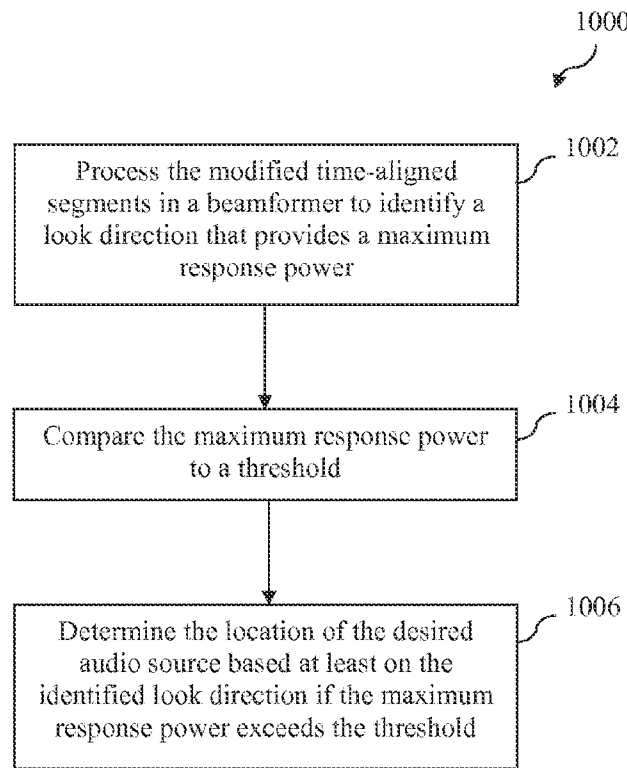 1000
1002
Process the modified time-aligned
segments in a beamformer to identify a
look direction that provides a maximum
response power
1004
Compare the maximum response power
to a threshold
1006
Determine the location of the desired
audio source based at least on the
identified look direction if the maximum
response power exceeds the threshold